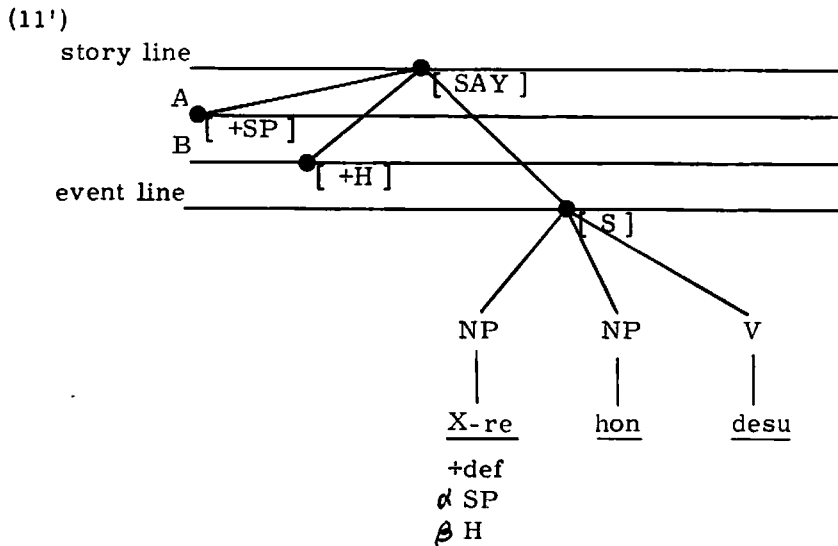 (11')
story line
[ SAY ]
A
[ +SP ]
B
[ +H ]
event line
[ S ]
NP NP V
X-re hon desu
+def
α SP
β H